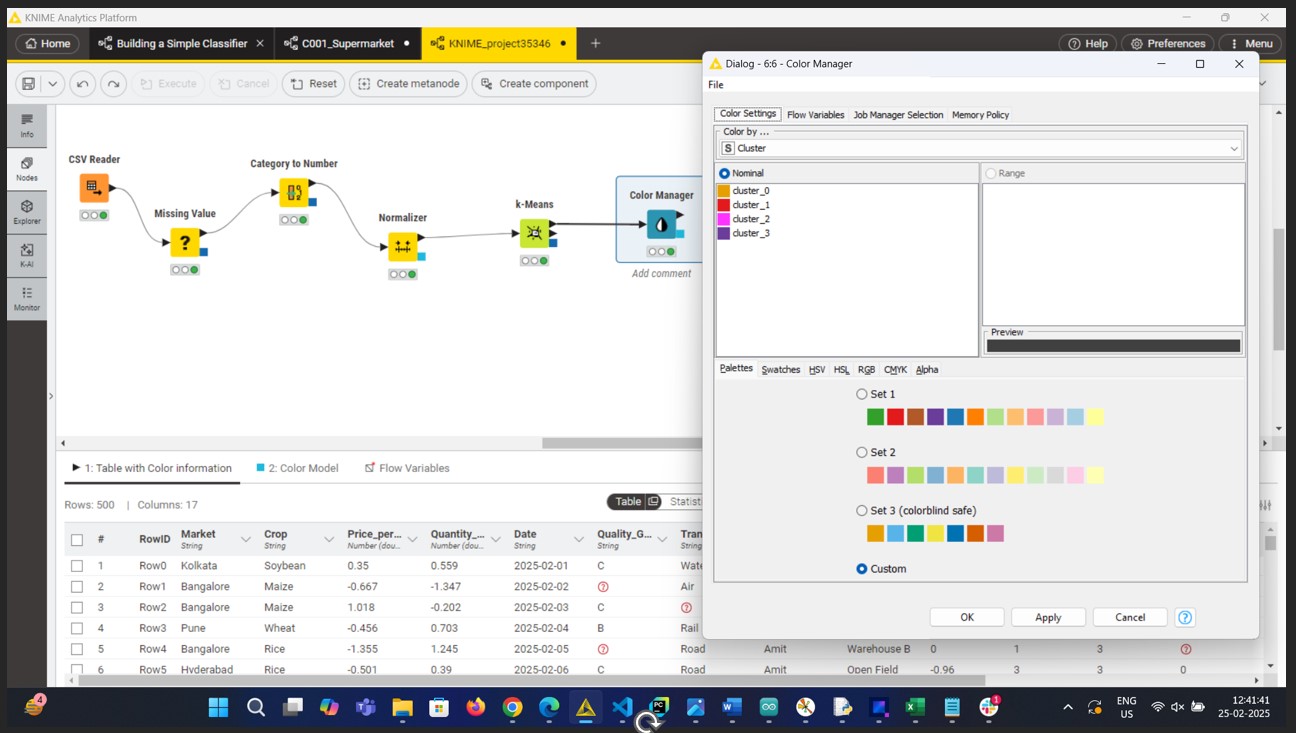 KNIME Analytics Platform
Home
Building a Simple Classifier
C001_Supermarket
KNIME_project35346
Help
Preferences
Menu
Execute
Cancel
Reset
Create metanode
Create component
Info
Nodes
Explorer
K-AI
Monitor
CSV Reader
Missing Value
Category to Number
Normalizer
k-Means
Color Manager
Add comment
Dialog - 6:6 - Color Manager
File
Color Settings Flow Variables Job Manager Selection Memory Policy
Color by ...
S Cluster
Nominal
Range
cluster_0
cluster_1
cluster_2
cluster_3
Preview
Palettes Swatches HSV HSL RGB CMYK Alpha
Set 1
Set 2
Set 3 (colorblind safe)
Custom
OK Apply Cancel ?
1: Table with Color information 2: Color Model Flow Variables
Rows: 500 | Columns: 17
Table Statist
# RowID Market Crop Price_per... Quantity_... Date Quality_G... Tran
String String Number (dou... Number (dou... String String String
1 Row0 Kolkata Soybean 0.35 0.559 2025-02-01 C Wate
2 Row1 Bangalore Maize -0.667 -1.347 2025-02-02 ? Air
3 Row2 Bangalore Maize 1.018 -0.202 2025-02-03 C ?
4 Row3 Pune Wheat -0.456 0.703 2025-02-04 B Rail
5 Row4 Bangalore Rice -1.355 1.245 2025-02-05 ? Road Amit Warehouse B 0 1 3 ?
6 Row5 Hyderabad Rice -0.501 0.39 2025-02-06 C Road Amit Open Field -0.96 3 3 0
4
PC
1
ENG
US
12:41:41
25-02-2025